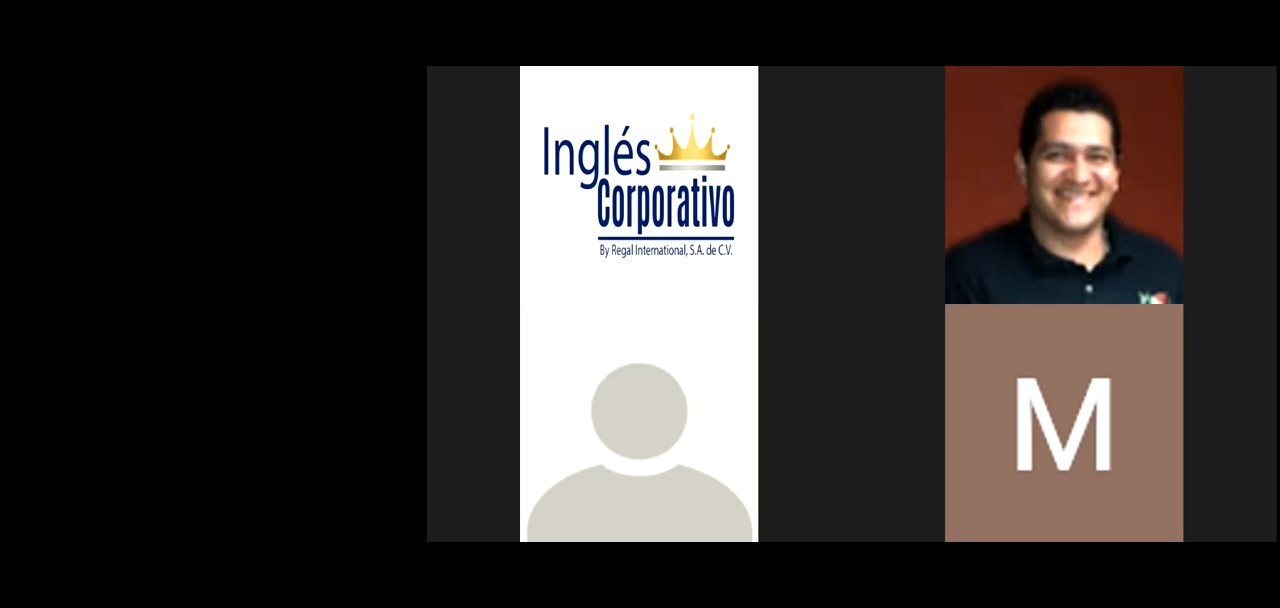 Inglés
Corporativo
By Regal International, S.A. de C.V.
M